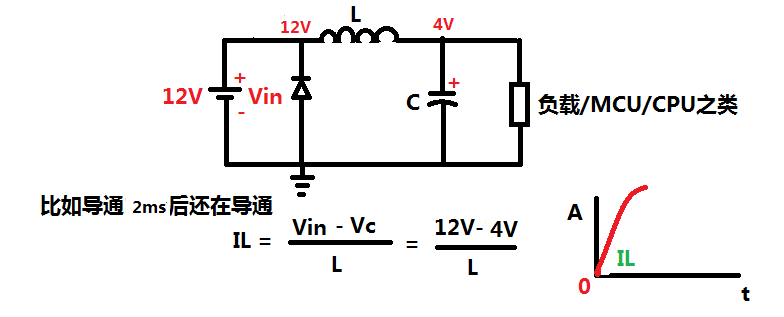 L
12V
4V
12V
+
Vin
-
C
+
负载/MCU/CPU之类
比如导通 2ms后还在导通
IL = Vin - Vc / L = 12V- 4V / L
A
IL
0
t